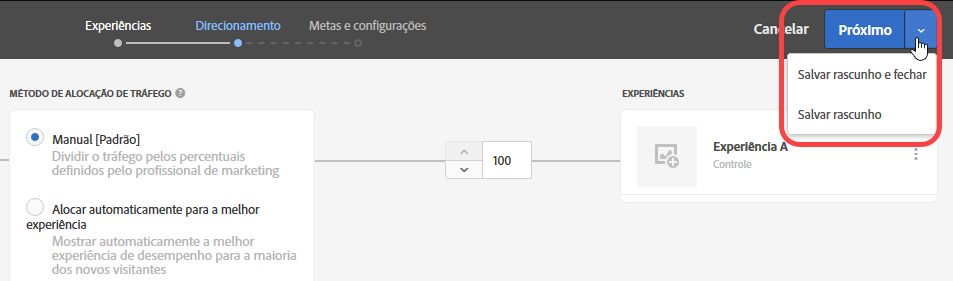 Experiências Direcionamento Metas e configurações Cancelar Próximo
Salvar rascunho e fechar
Salvar rascunho
MÉTODO DE ALOCAÇÃO DE TRÁFEGO ?
EXPERIÊNCIAS
Manual [Padrão]
Dividir o tráfego pelos percentuais
definidos pelo profissional de marketing
100
Experiência A
Controle
Alocar automaticamente para a melhor
experiência
Mostrar automaticamente a melhor
experiência de desempenho para a maioria
dos novos visitantes